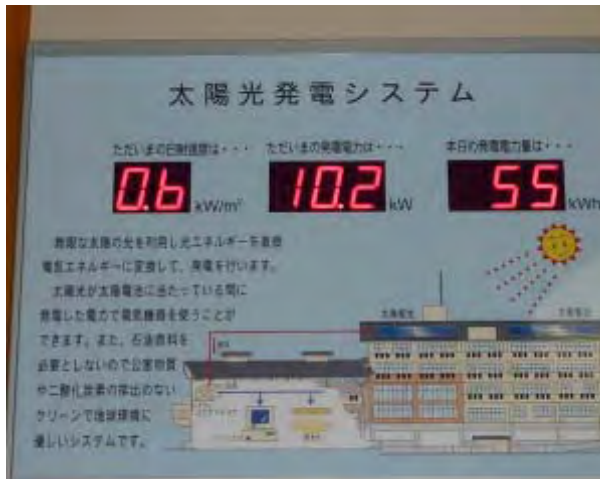 太陽光発電システム
ただいまの日射強度は・・・
ただいまの発電電力は・・・
本日の発電電力量は・・・
0.6 kW/m²
10.2 kW
55 kWh
無限な太陽の光を利用し光エネルギーを直接
電気エネルギーに変換して、発電を行います。
太陽光が太陽電池に当たっている間に
発電した電力で電気機器を使うことが
できます。また、石油燃料を
必要としないので公害物質
や二酸化炭素の排出のない
クリーンで地球環境に
優しいシステムです。
太陽電池